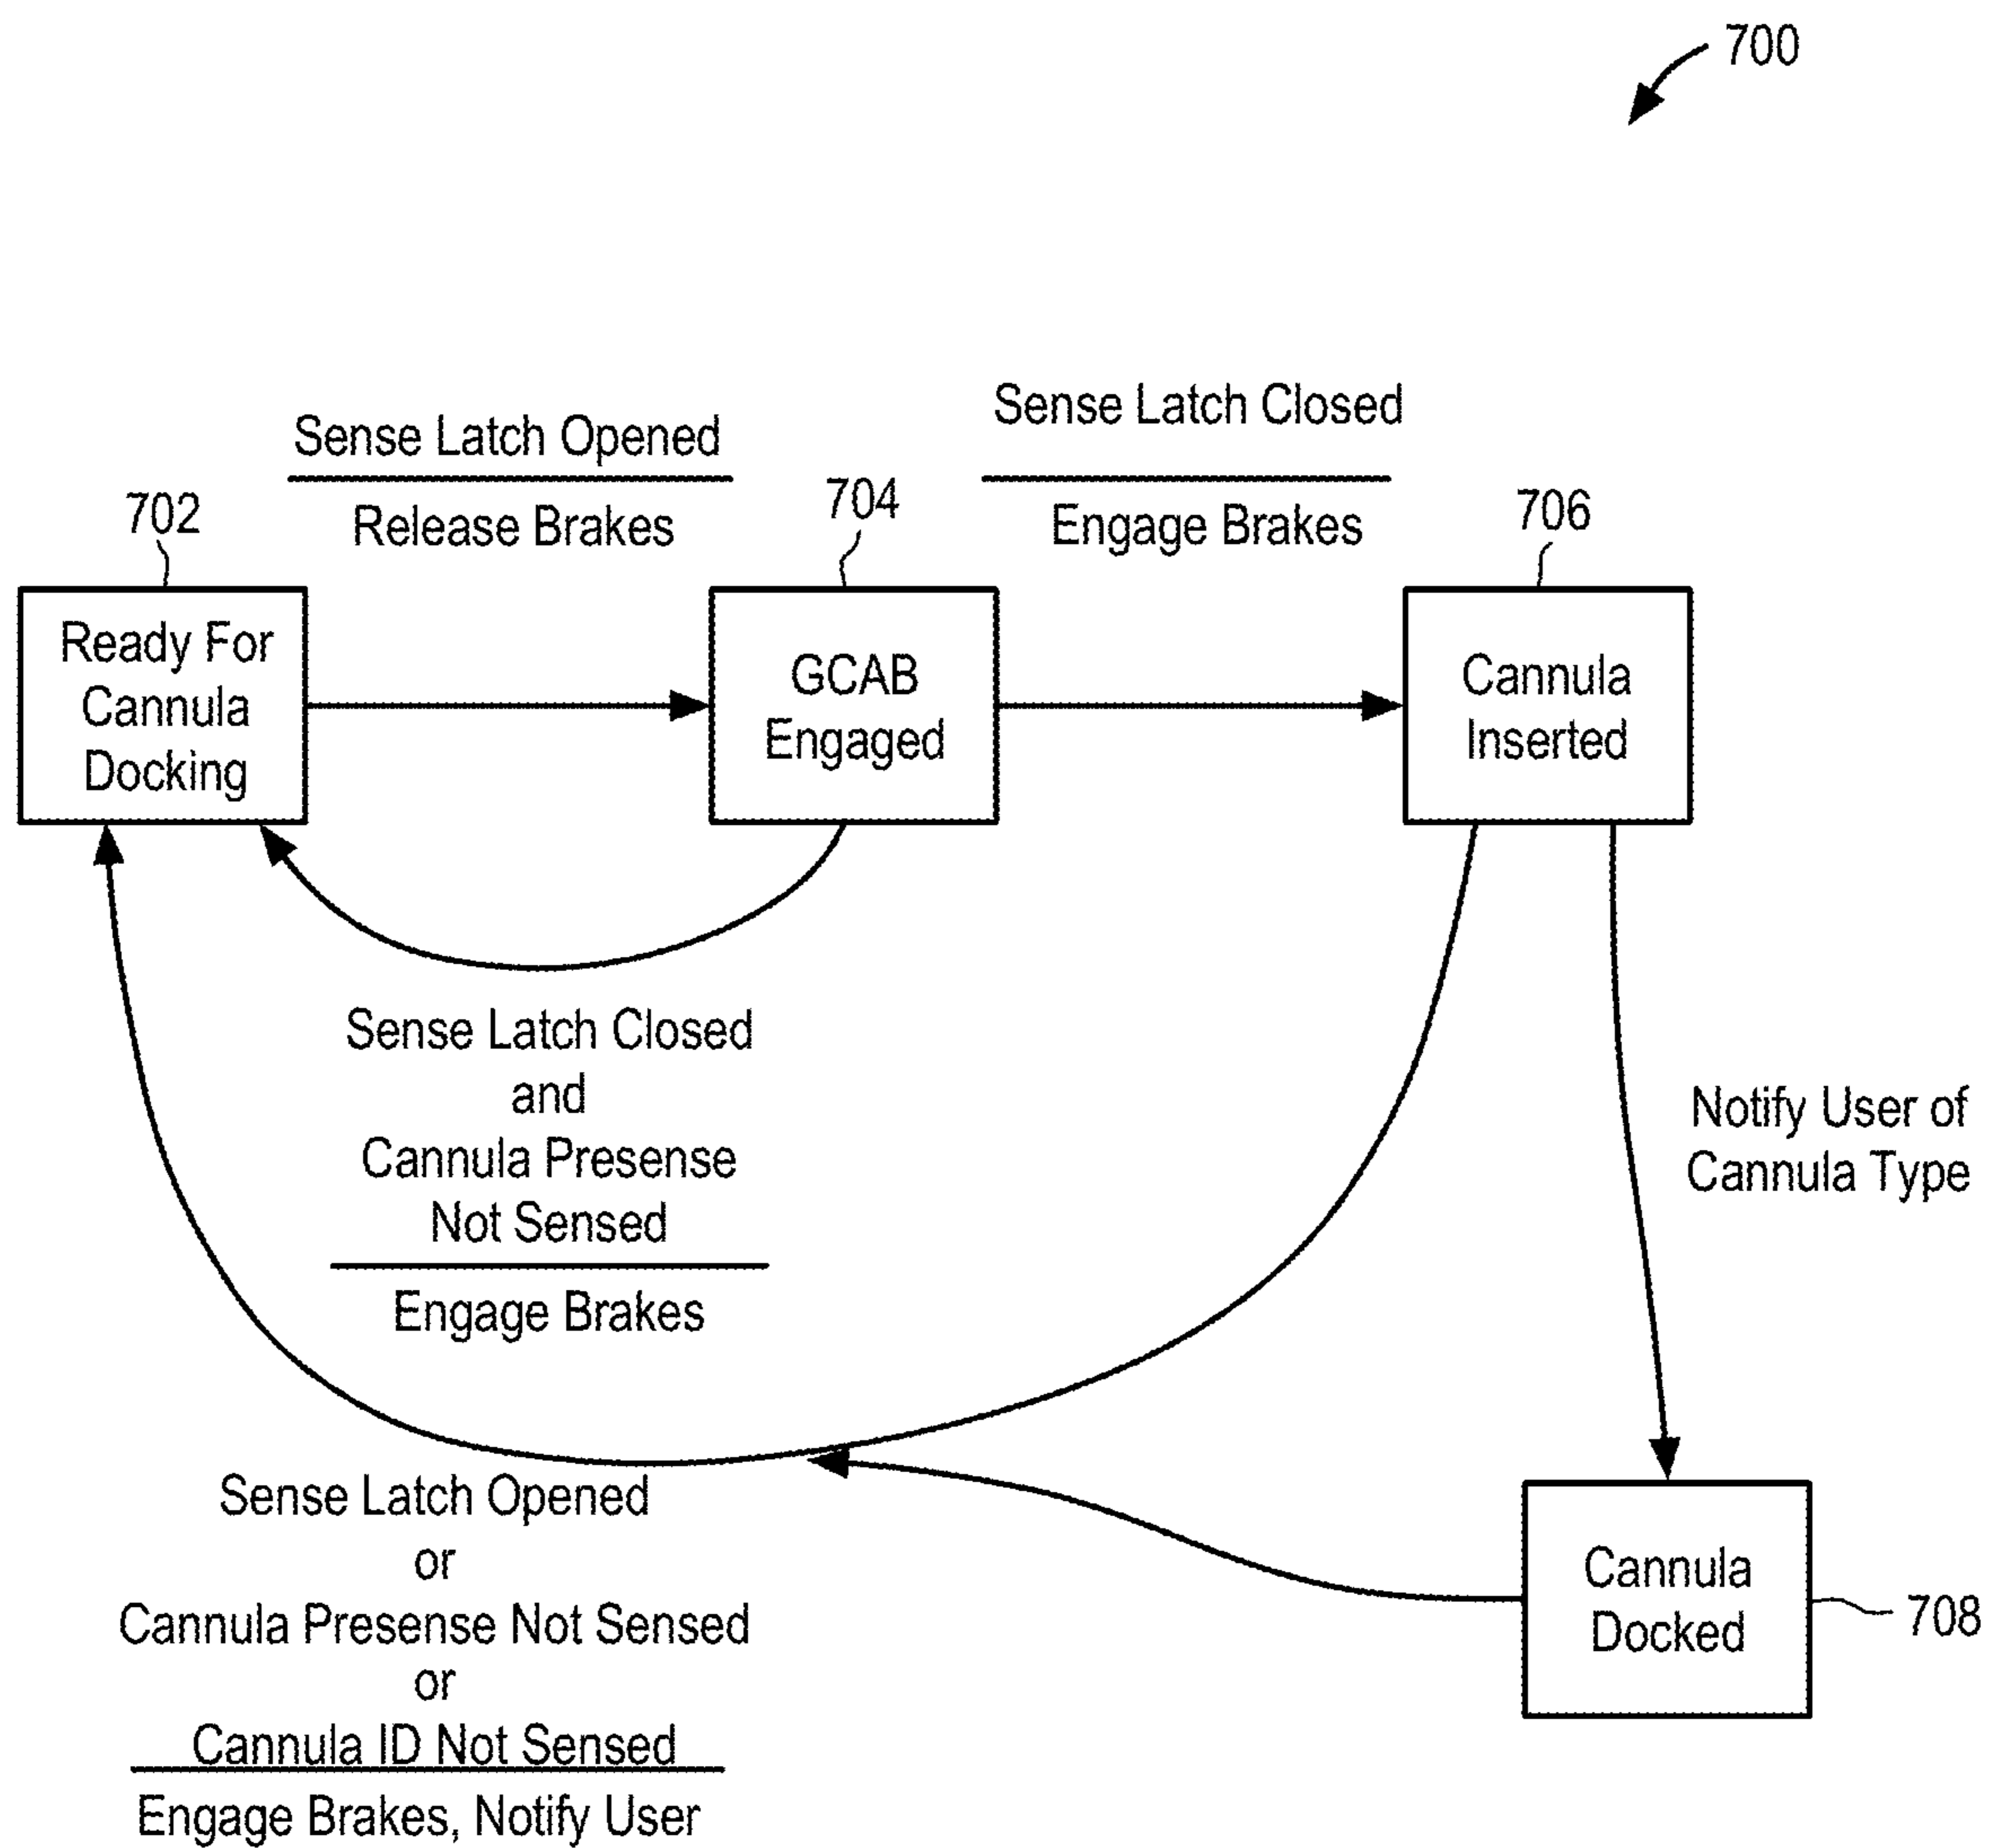 700
Sense Latch Opened
Release Brakes
Sense Latch Closed
Engage Brakes
702
704
706
Ready For
Cannula
Docking
GCAB
Engaged
Cannula
Inserted
Sense Latch Closed
and
Cannula Presense
Not Sensed
Engage Brakes
Notify User of
Cannula Type
Sense Latch Opened
or
Cannula Presense Not Sensed
or
Cannula ID Not Sensed
Engage Brakes, Notify User
Cannula
Docked
708